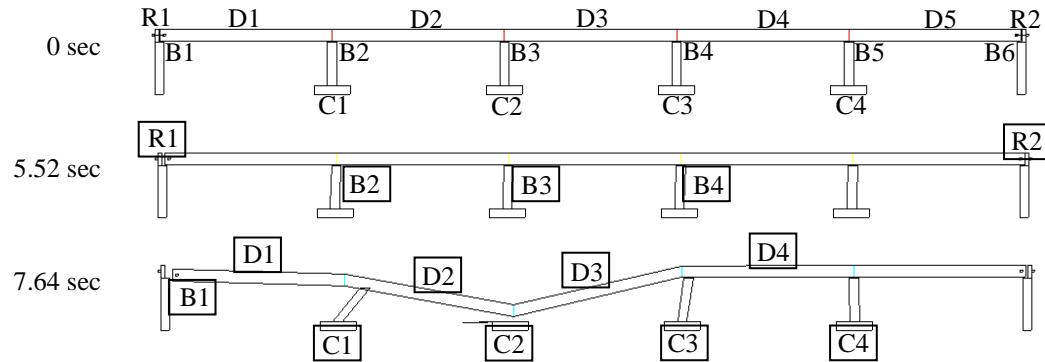 R1 D1 D2 D3 D4 D5 R2
0 sec B1 B2 B3 B4 B5 B6
C1 C2 C3 C4
R1 R2
5.52 sec B2 B3 B4
D1 D2 D3 D4
7.64 sec B1
C1 C2 C3 C4